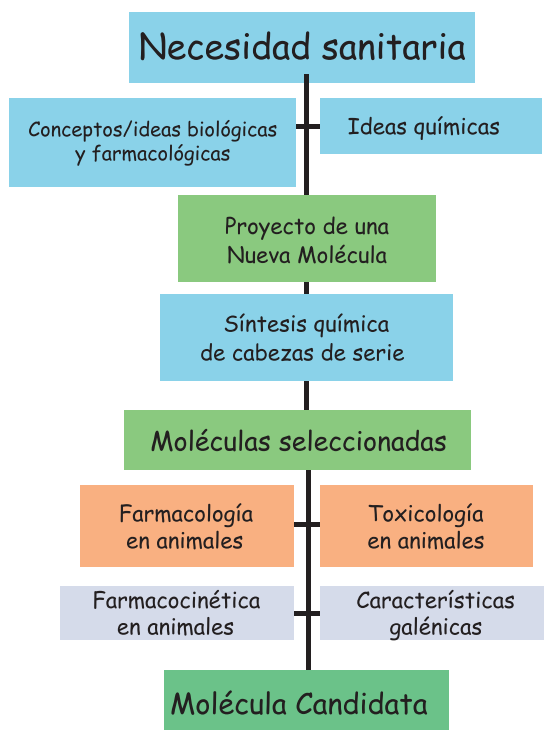 Necesidad sanitaria
Conceptos/ideas biológicas
y farmacológicas
Ideas químicas
Proyecto de una
Nueva Molécula
Síntesis química
de cabezas de serie
Moléculas seleccionadas
Farmacología
en animales
Toxicología
en animales
Farmacocinética
en animales
Características
galénicas
Molécula Candidata